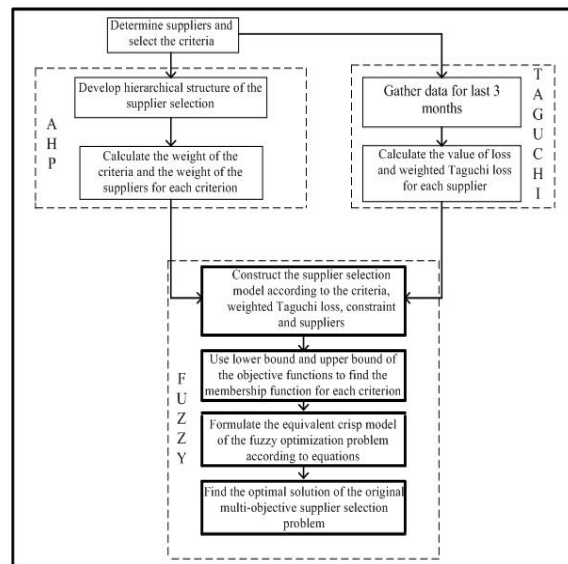 Determine suppliers and
select the criteria
AHP
Develop hierarchical structure of the
supplier selection
Calculate the weight of the
criteria and the weight of the
suppliers for each criterion
TAGUCHI
Gather data for last 3
months
Calculate the value of loss
and weighted Taguchi loss
for each supplier
FUZZY
Construct the supplier selection
model according to the criteria,
weighted Taguchi loss, constraint
and suppliers
Use lower bound and upper bound of
the objective functions to find the
membership function for each criterion
Formulate the equivalent crisp model
of the fuzzy optimization problem
according to equations
Find the optimal solution of the original
multi-objective supplier selection
problem